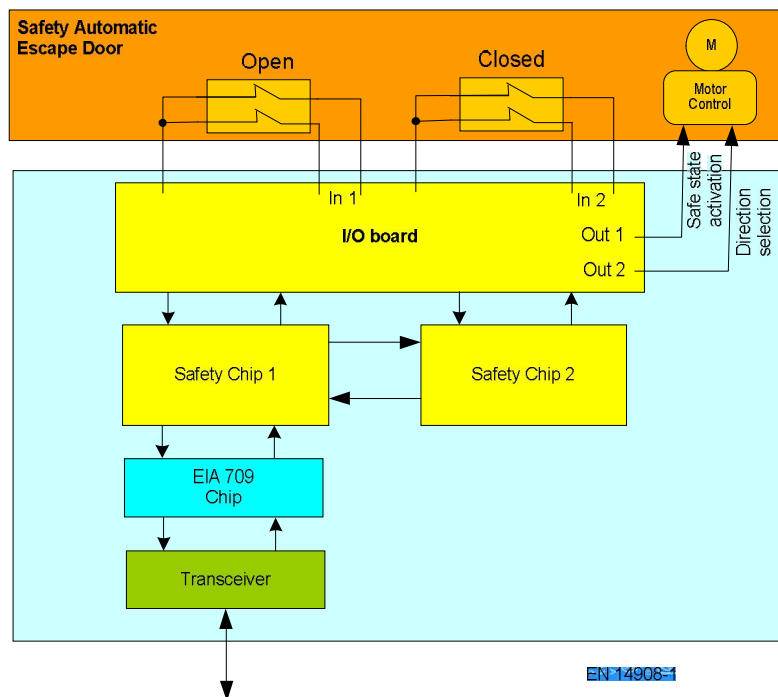 Safety Automatic
Escape Door
Open
Closed
M
Motor
Control
Safe state
activation
Direction
selection
In 1
In 2
I/O board
Out 1
Out 2
Safety Chip 1
Safety Chip 2
EIA 709
Chip
Transceiver
EN 14908-1